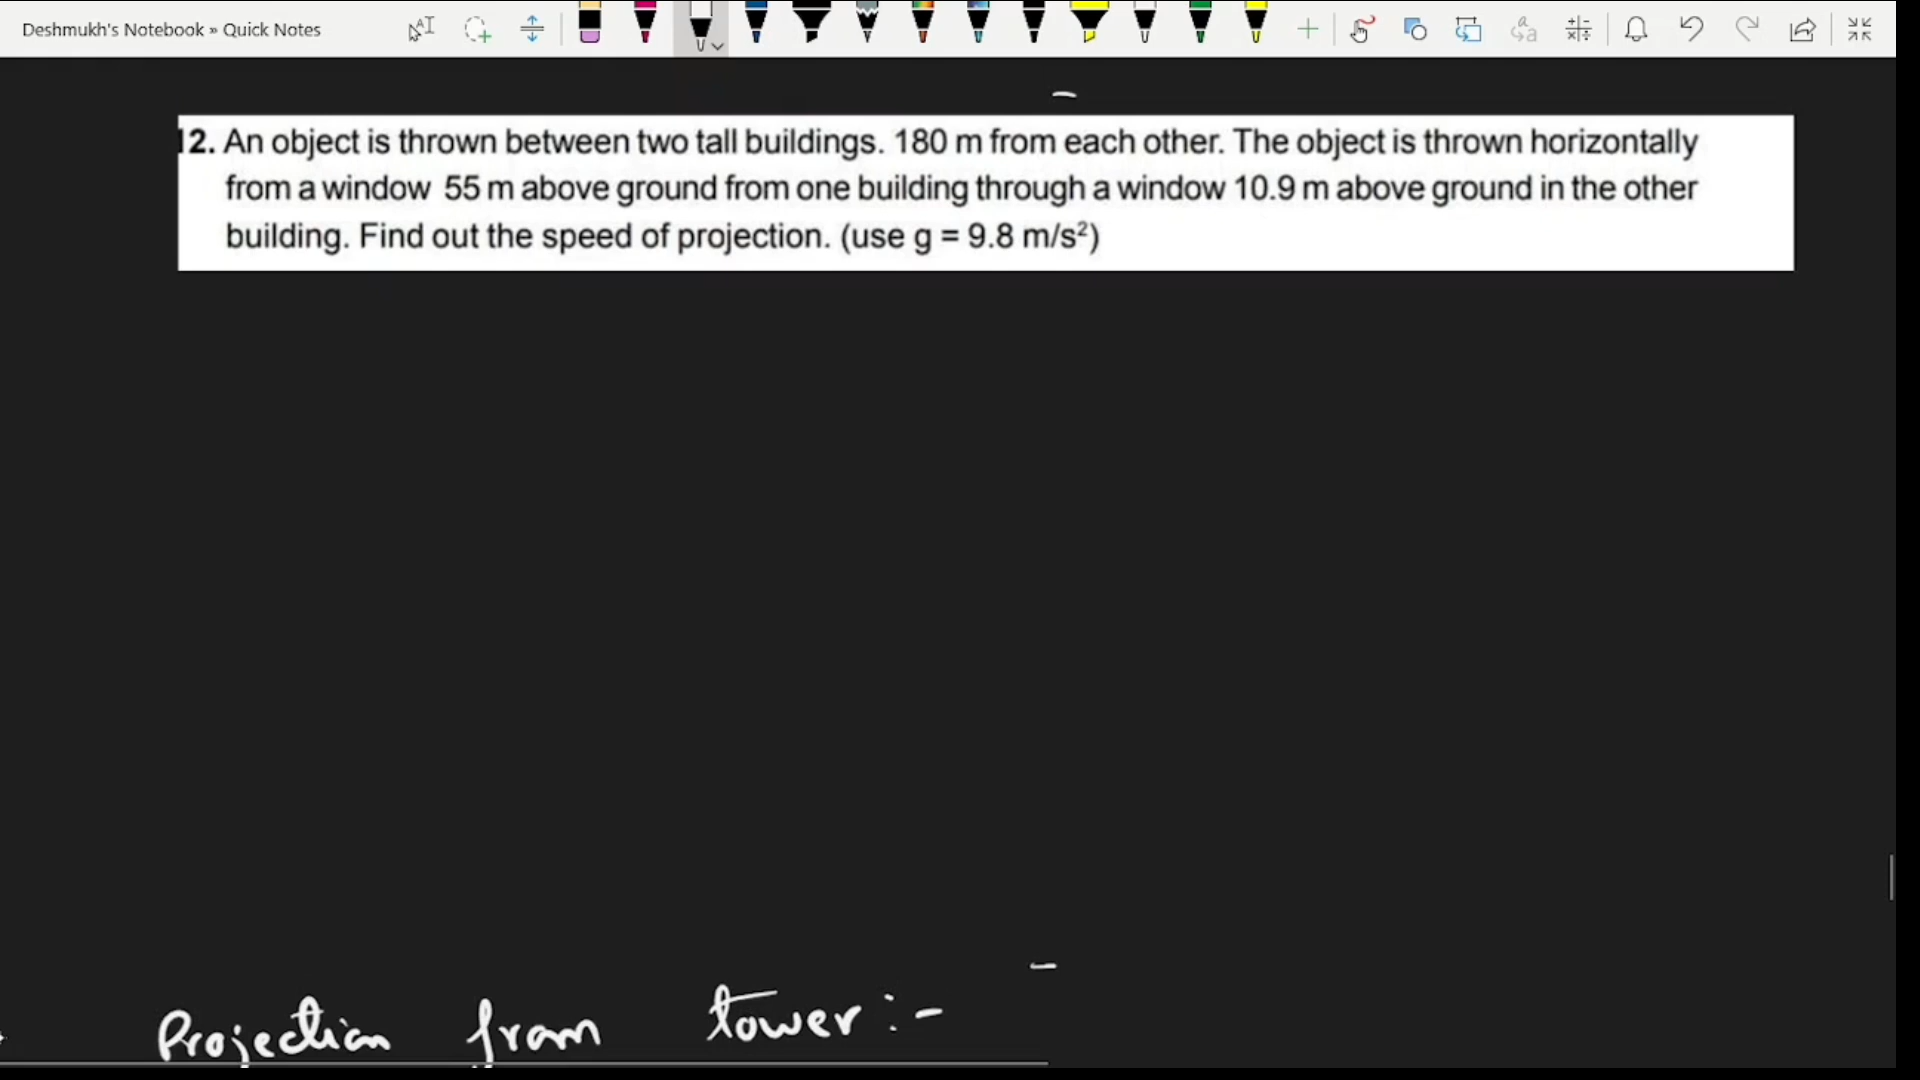 Deshmukh's Notebook » Quick Notes
12. An object is thrown between two tall buildings. 180 m from each other. The object is thrown horizontally
from a window 55 m above ground from one building through a window 10.9 m above ground in the other
building. Find out the speed of projection. (use g = 9.8 m/s²)
Projection from tower :-